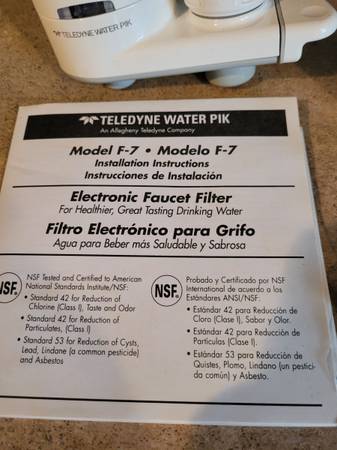 TELEDYNE WATER PIK
TELEDYNE WATER PIK
An Allegheny Teledyne Company
Model F-7 • Modelo F-7
Installation Instructions
Instrucciones de Instalación
Electronic Faucet Filter
For Healthier, Great Tasting Drinking Water
Filtro Electrónico para Grifo
Agua para Beber más Saludable y Sabrosa
NSF®
NSF Tested and Certified to American
National Standards Institute/NSF:
• Standard 42 for Reduction of
Chlorine (Class I), Taste and Odor
• Standard 42 for Reduction of
Particulates, (Class I)
• Standard 53 for Reduction of Cysts,
Lead, Lindane (a common pesticide)
and Asbestos
NSF®
Probado y Certificado por NSF
International de acuerdo a los
Estándares ANSI/NSF:
• Estándar 42 para Reducción de
Cloro (Clase I), Sabor y Olor.
• Estándar 42 para Reducción de
Partículas (Clase I).
• Estándar 53 para Reducción de
Quistes, Plomo, Lindano (un pestici-
da común) y Asbesto.